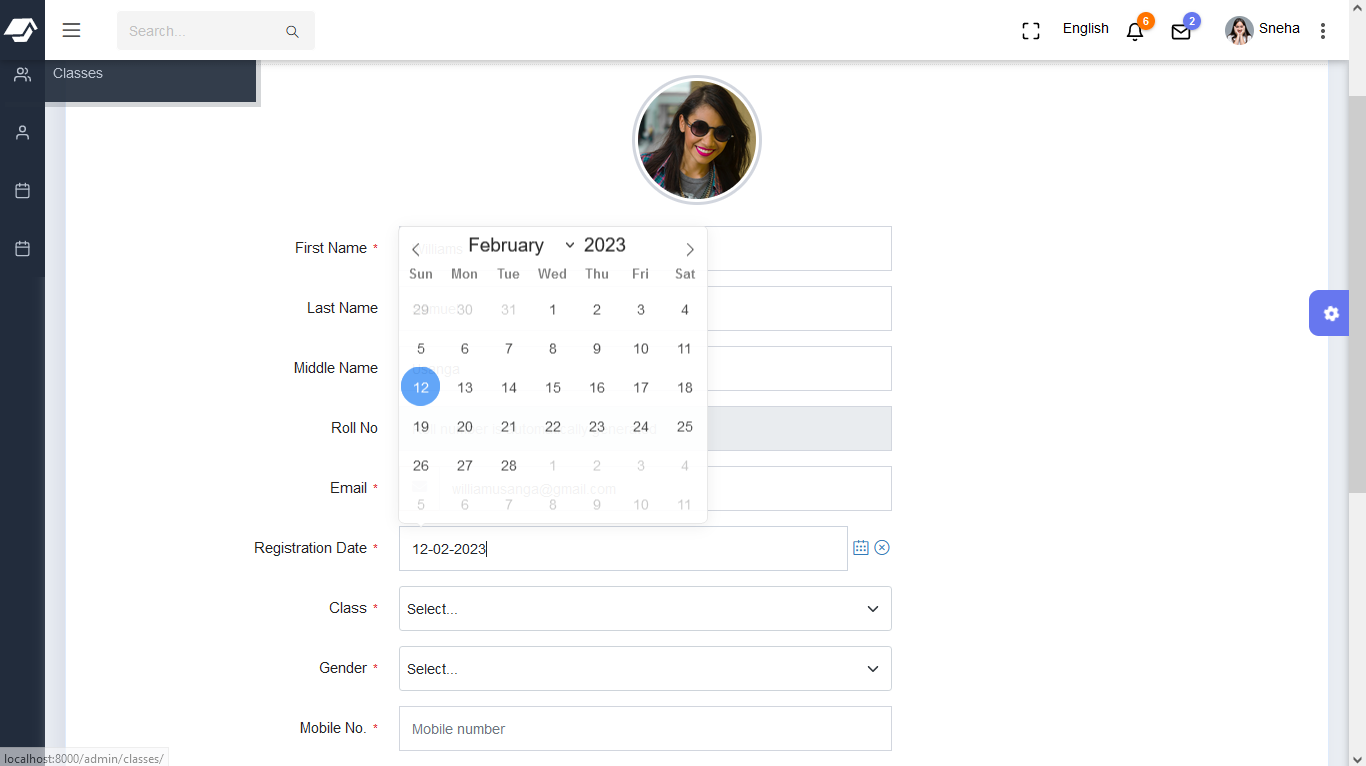 Search...
English
6
2
Sneha
Classes
First Name *
Williams
February 2023
Sun Mon Tue Wed Thu Fri Sat
29 30 31 1 2 3 4
Last Name
5 6 7 8 9 10 11
Middle Name
12 13 14 15 16 17 18
Roll No
19 20 21 22 23 24 25
26 27 28 1 2 3 4
Email *
williamusanga@gmail.com
5 6 7 8 9 10 11
Registration Date *
12-02-2023
Class *
Select...
Gender *
Select...
Mobile No. *
Mobile number
localhost:8000/admin/classes/